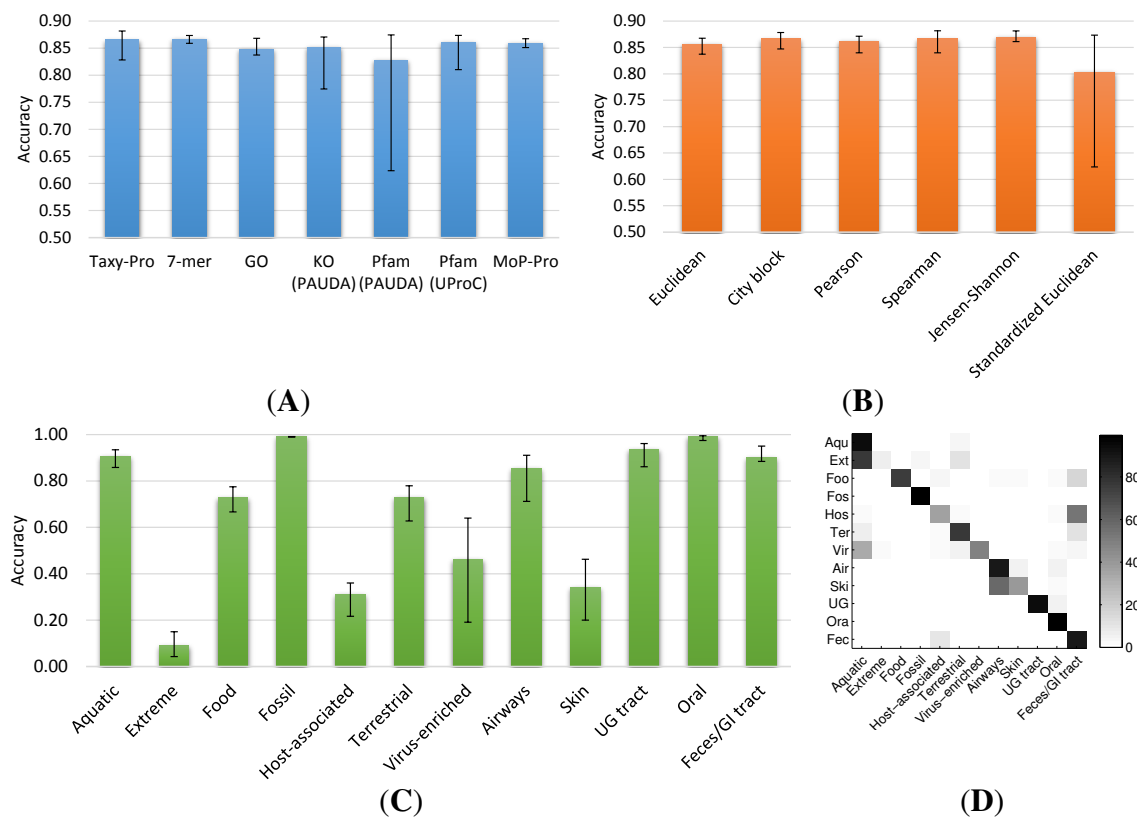 0.90
0.85
0.80
0.75
0.70
0.65
0.60
0.55
0.50
Accuracy
Taxy-Pro 7-mer GO KO Pfam Pfam MoP-Pro
(PAUDA) (PAUDA) (UProC)
(A)
0.90
0.85
0.80
0.75
0.70
0.65
0.60
0.55
0.50
Accuracy
Euclidean
City block
Pearson
Spearman
Jensen-Shannon
Standardized Euclidean
(B)
1.00
0.80
0.60
0.40
0.20
0.00
Accuracy
Aquatic
Extreme
Food
Fossil
Host-associated
Terrestrial
Virus-enriched
Airways
Skin
UG tract
Oral
Feces/GI tract
(C)
Aqu
Ext
Foo
Fos
Hos
Ter
Vir
Air
Ski
UG
Ora
Fec
Aquatic
Extreme
Food
Fossil
Host-associated
Terrestrial
Virus-enriched
Airways
Skin
UG tract
Oral
Feces/GI tract
80
60
40
20
0
(D)